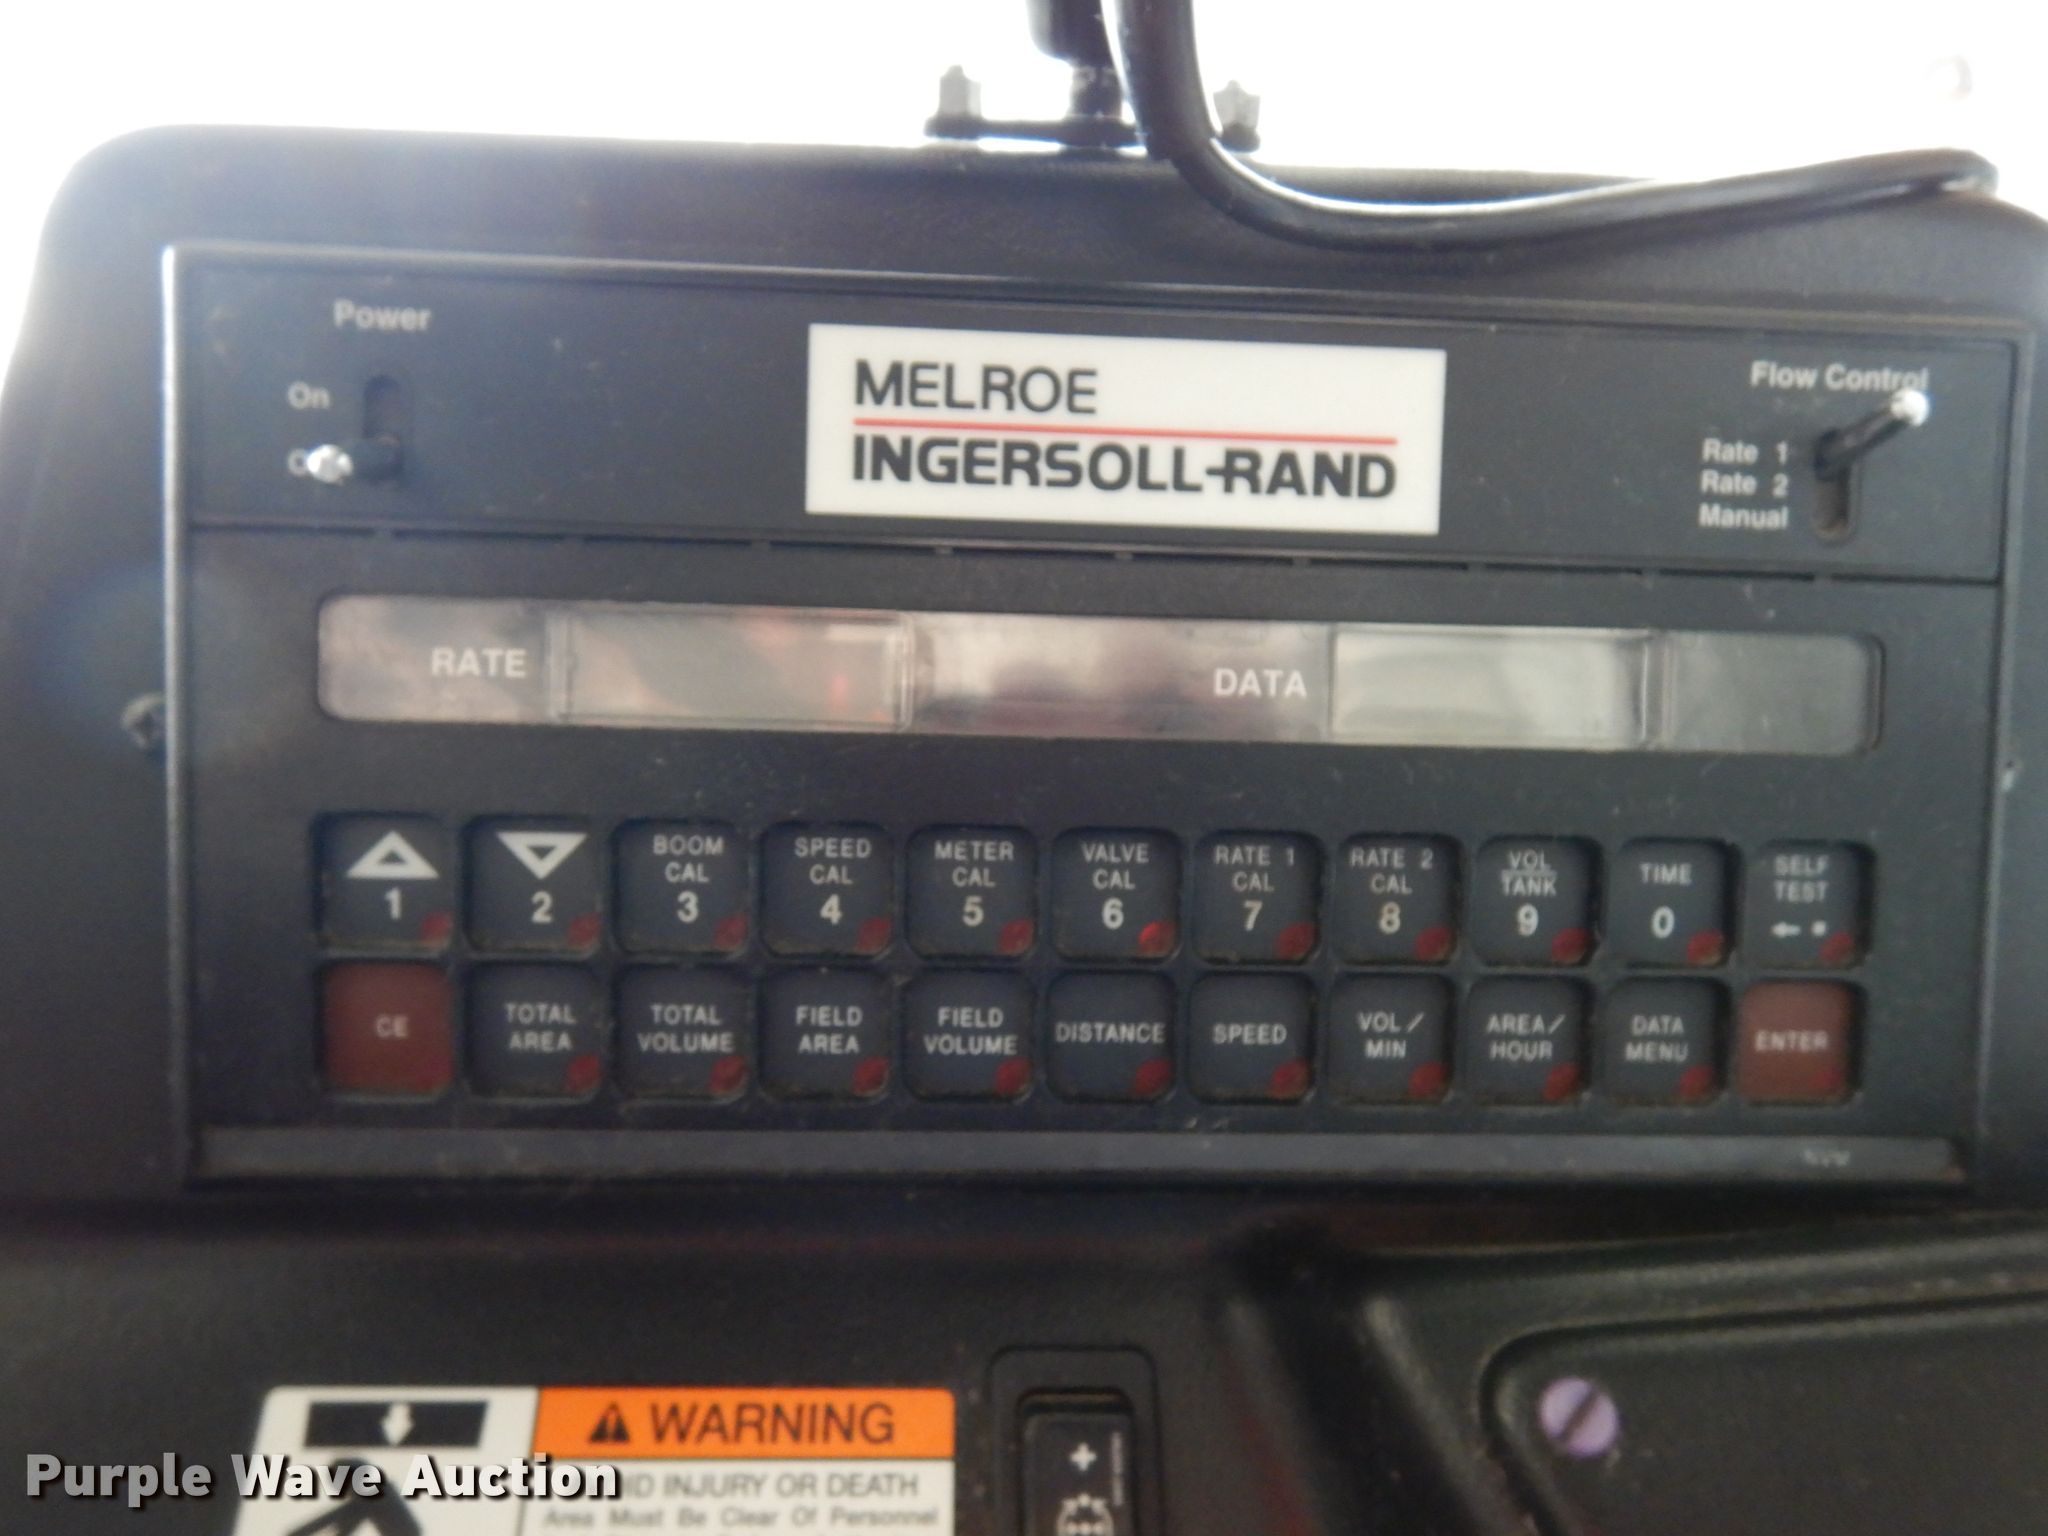 Power
On
Flow Control
Rate 1
Rate 2
Manual
MELROE
INGERSOLL-RAND
RATE
DATA
1
2
BOOM
CAL
3
SPEED
CAL
4
METER
CAL
5
VALVE
CAL
6
RATE 1
CAL
7
RATE 2
CAL
8
VOL
TANK
9
TIME
0
SELF
TEST
CE
TOTAL
AREA
TOTAL
VOLUME
FIELD
AREA
FIELD
VOLUME
DISTANCE
SPEED
VOL /
MIN
AREA/
HOUR
DATA
MENU
ENTER
WARNING
INJURY OR DEATH
Area Must Be Clear Of Personnel
+
Purple Wave Auction